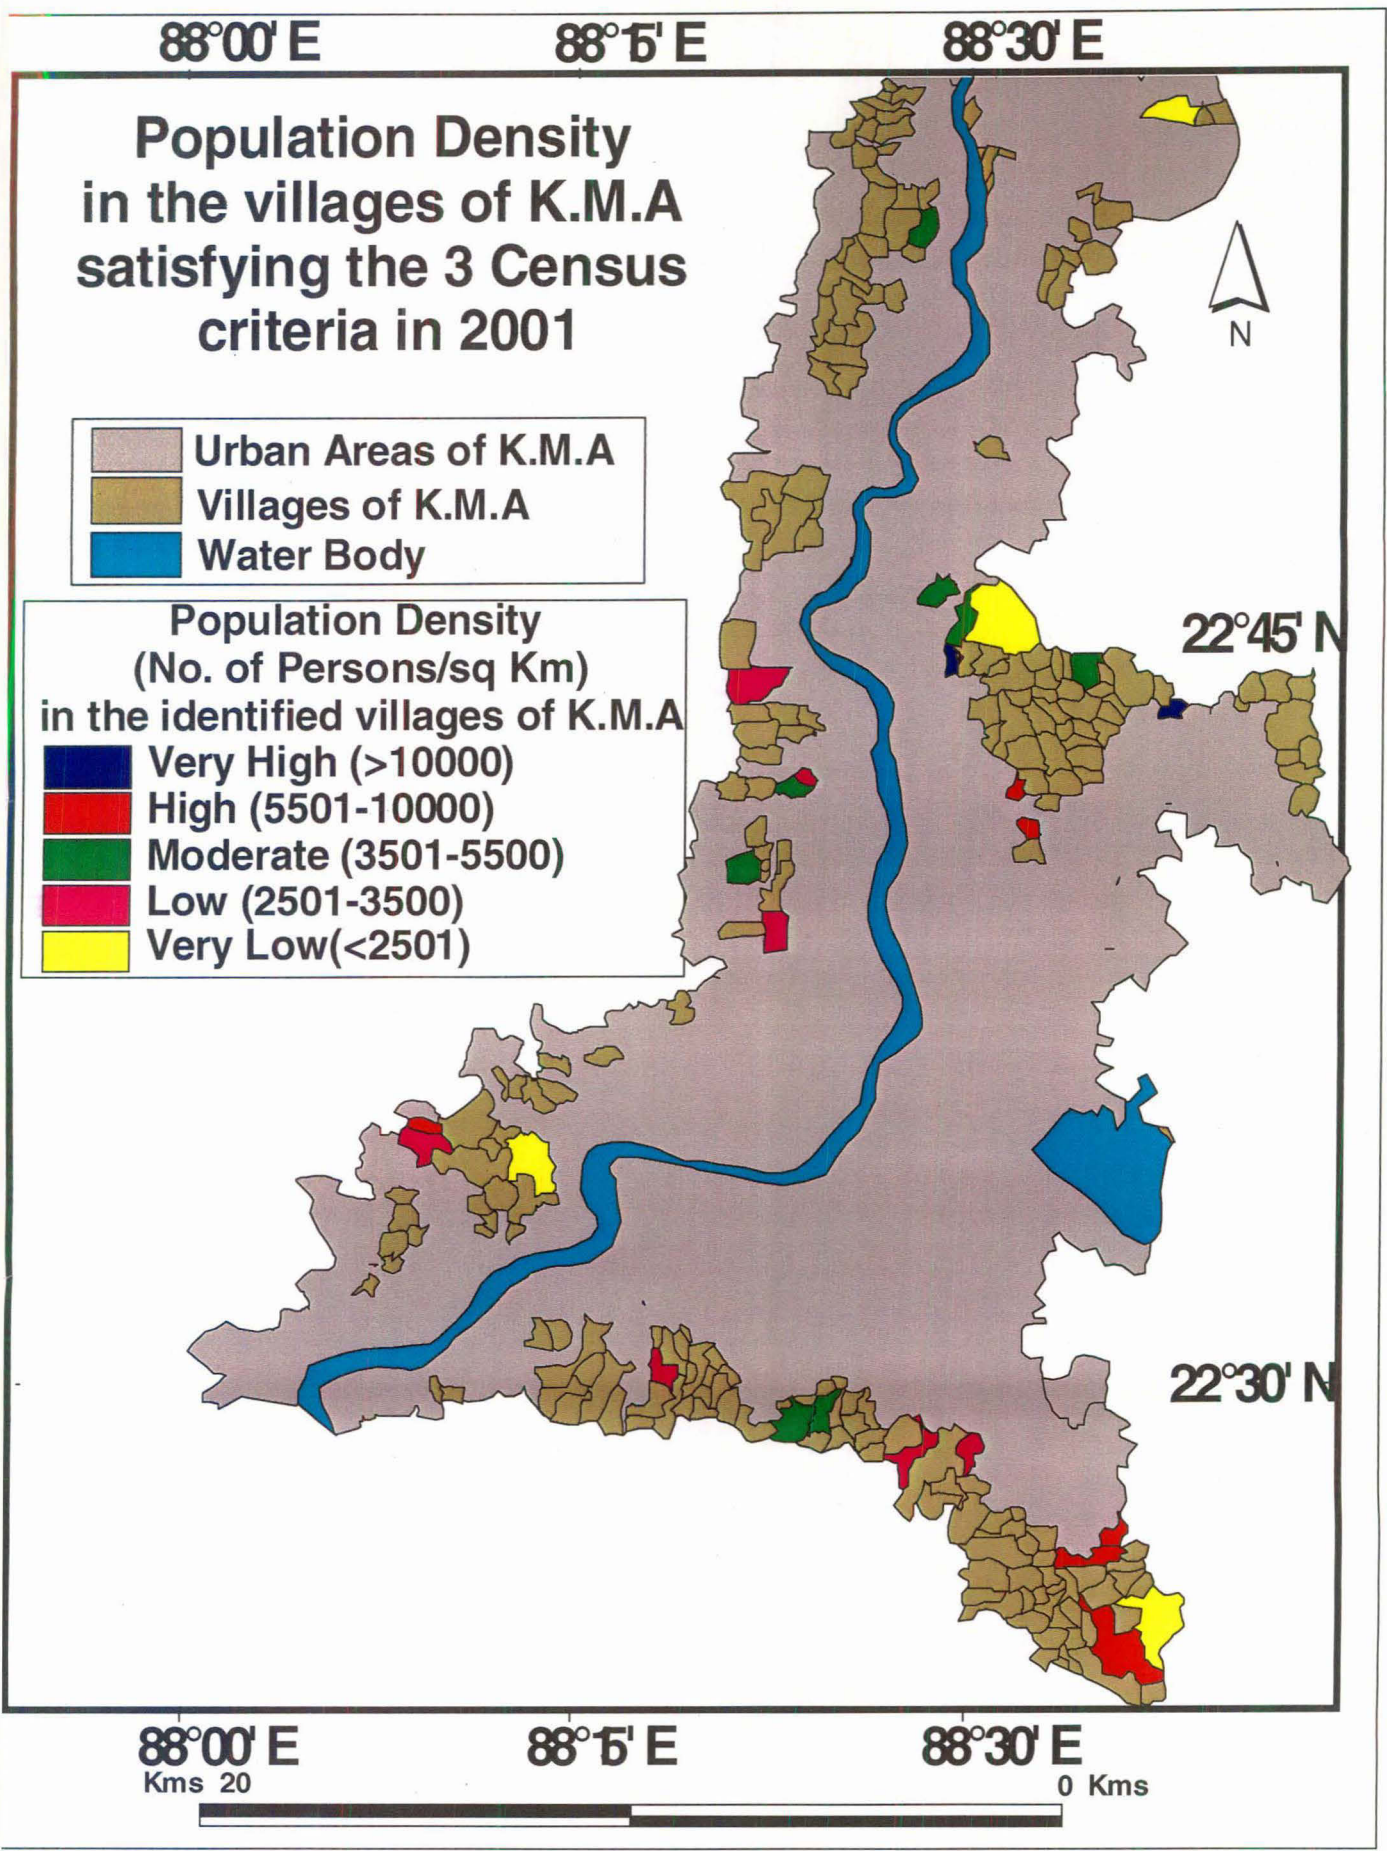 88°00' E 88°15' E 88°30' E
Population Density
in the villages of K.M.A
satisfying the 3 Census
criteria in 2001
N
Urban Areas of K.M.A
Villages of K.M.A
Water Body
Population Density
(No. of Persons/sq Km)
in the identified villages of K.M.A
Very High (>10000)
High (5501-10000)
Moderate (3501-5500)
Low (2501-3500)
Very Low(<2501)
22°45' N
22°30' N
88°00' E 88°15' E 88°30' E
Kms 20 0 Kms